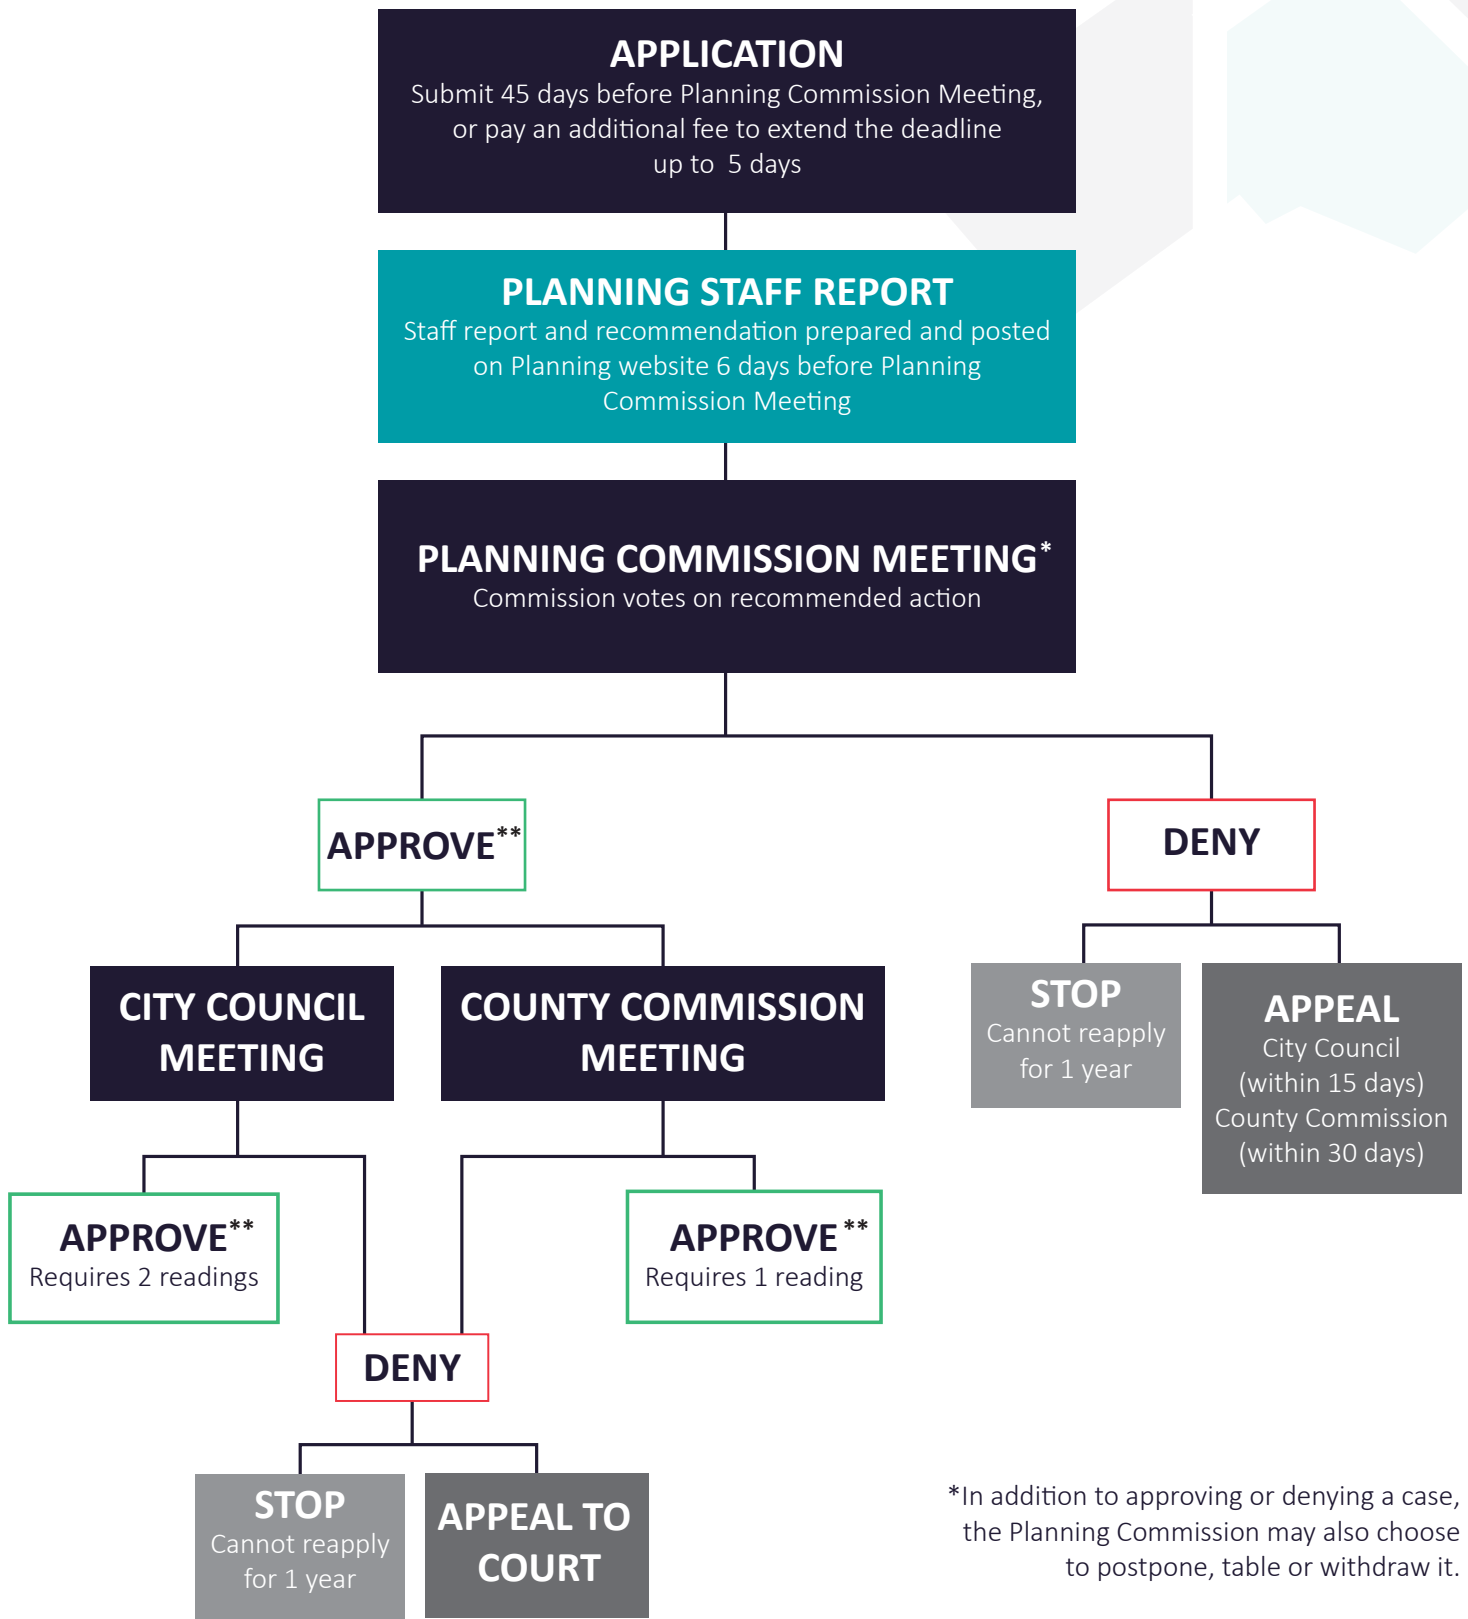 APPLICATION
Submit 45 days before Planning Commission Meeting,
or pay an additional fee to extend the deadline
up to 5 days
PLANNING STAFF REPORT
Staff report and recommendation prepared and posted
on Planning website 6 days before Planning
Commission Meeting
PLANNING COMMISSION MEETING*
Commission votes on recommended action
APPROVE**
DENY
CITY COUNCIL
MEETING
COUNTY COMMISSION
MEETING
STOP
Cannot reapply
for 1 year
APPEAL
City Council
(within 15 days)
County Commission
(within 30 days)
APPROVE**
Requires 2 readings
APPROVE**
Requires 1 reading
DENY
STOP
Cannot reapply
for 1 year
APPEAL TO
COURT
*In addition to approving or denying a case,
the Planning Commission may also choose
to postpone, table or withdraw it.